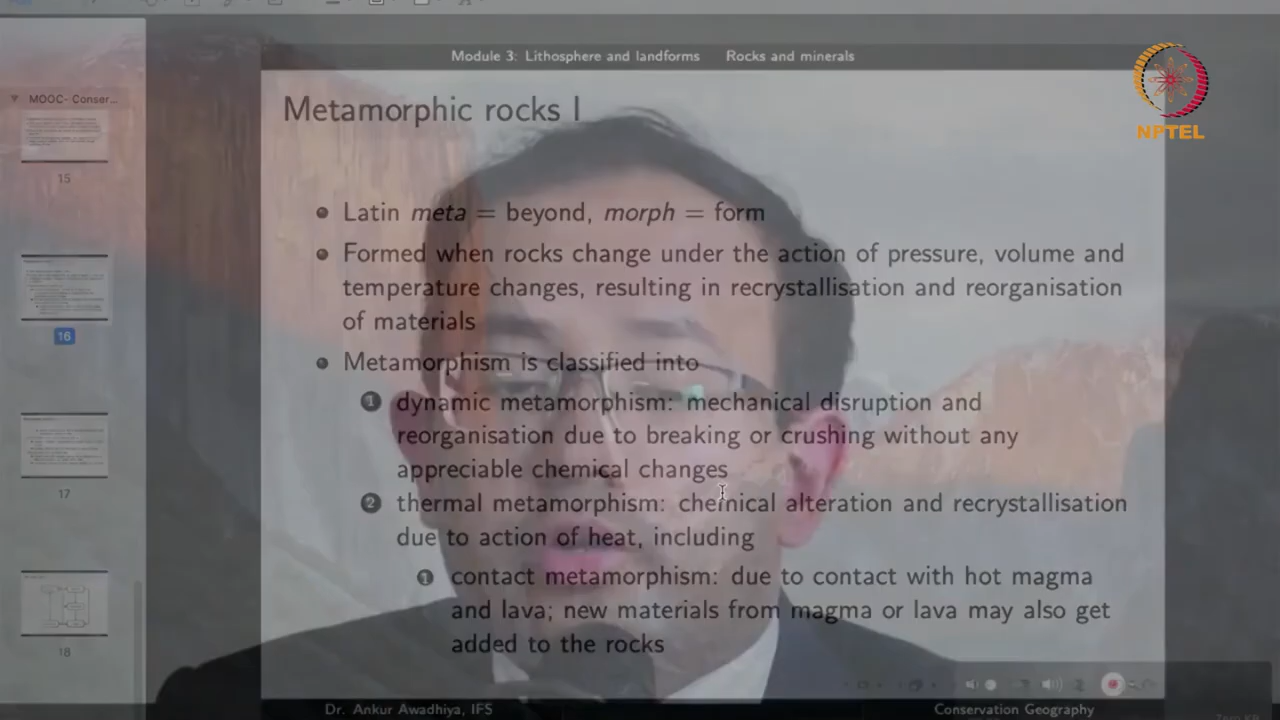 Module 3: Lithosphere and landforms Rocks and minerals
NPTEL
MOOC- Conser...
Metamorphic rocks I
15
Latin meta = beyond, morph = form
Formed when rocks change under the action of pressure, volume and
temperature changes, resulting in recrystallisation and reorganisation
of materials
16
Metamorphism is classified into
1 dynamic metamorphism: mechanical disruption and
reorganisation due to breaking or crushing without any
appreciable chemical changes
17
2 thermal metamorphism: chemical alteration and recrystallisation
due to action of heat, including
1 contact metamorphism: due to contact with hot magma
and lava; new materials from magma or lava may also get
added to the rocks
18
Dr. Ankur Awadhiya, IFS Conservation Geography